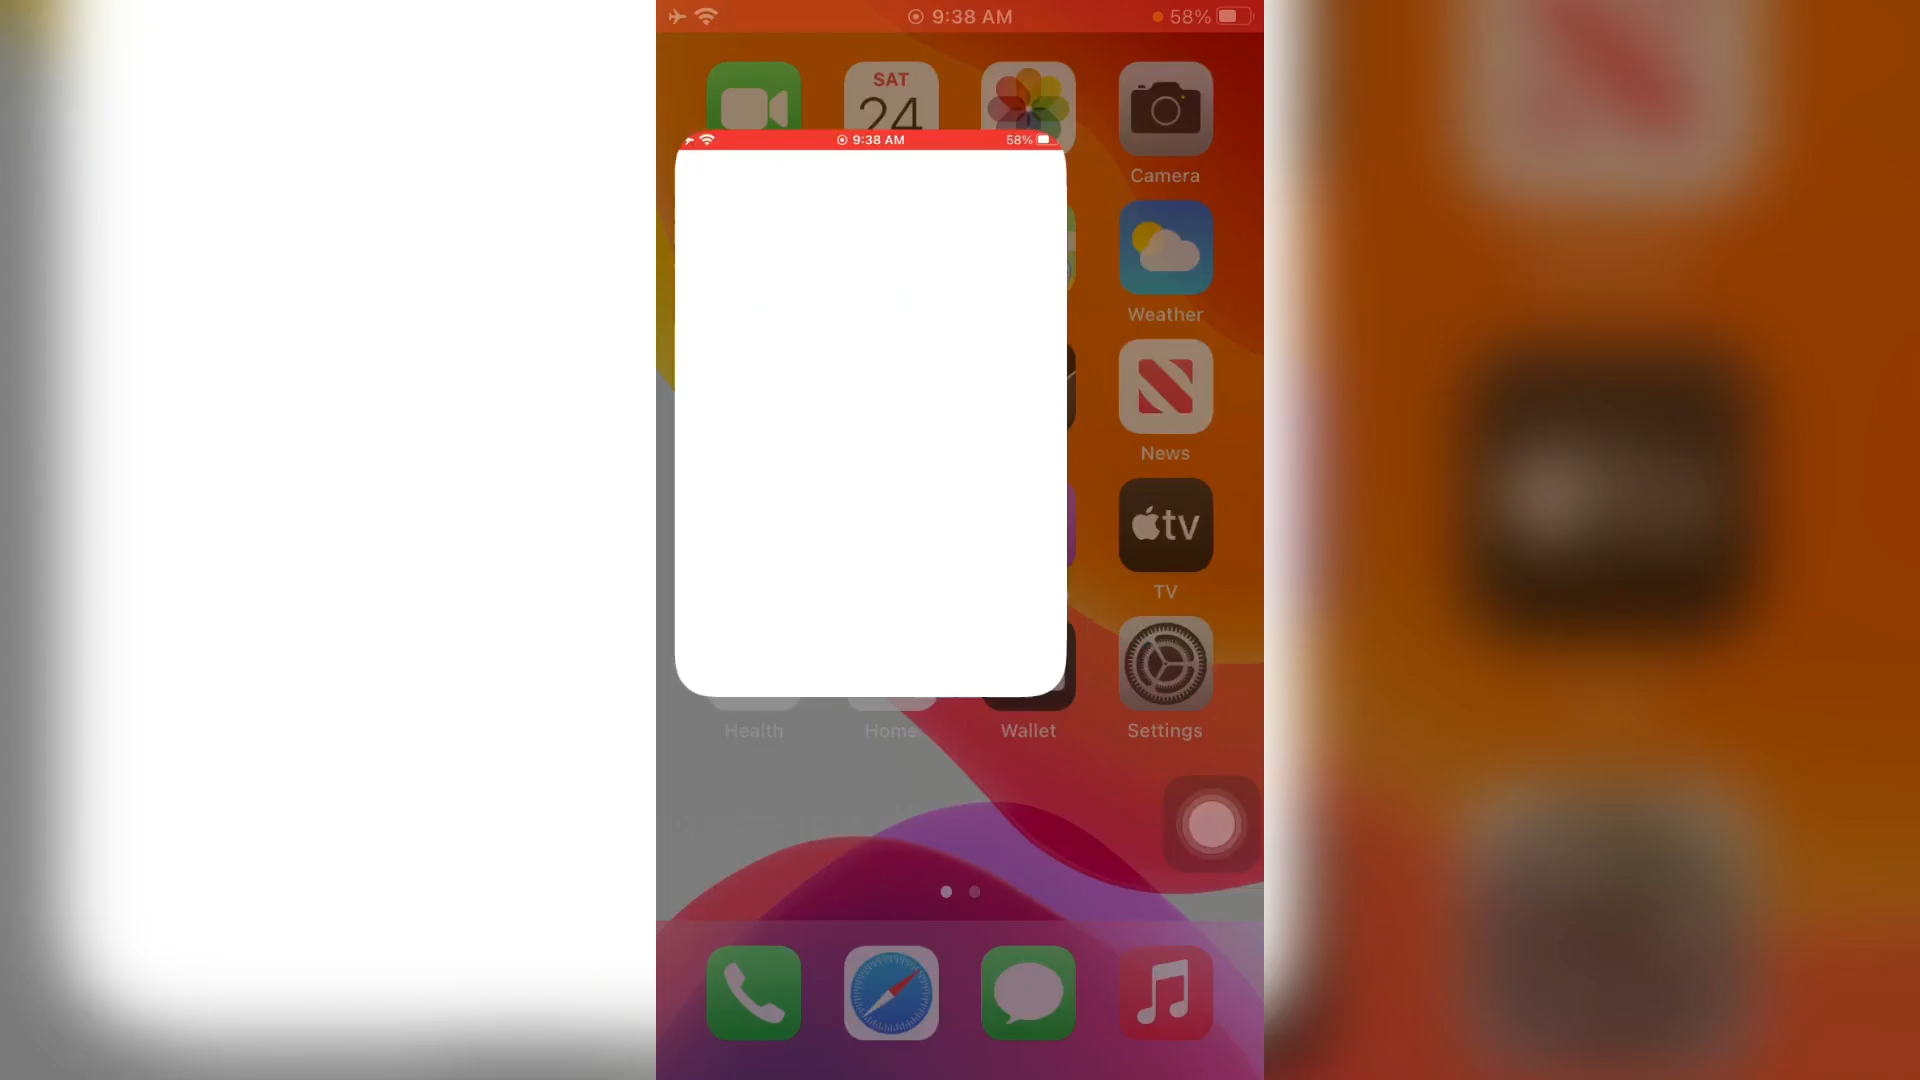 9:38 AM 58%
SAT
24
9:38 AM 58%
Camera
Weather
News
tv
TV
Health Home Wallet Settings